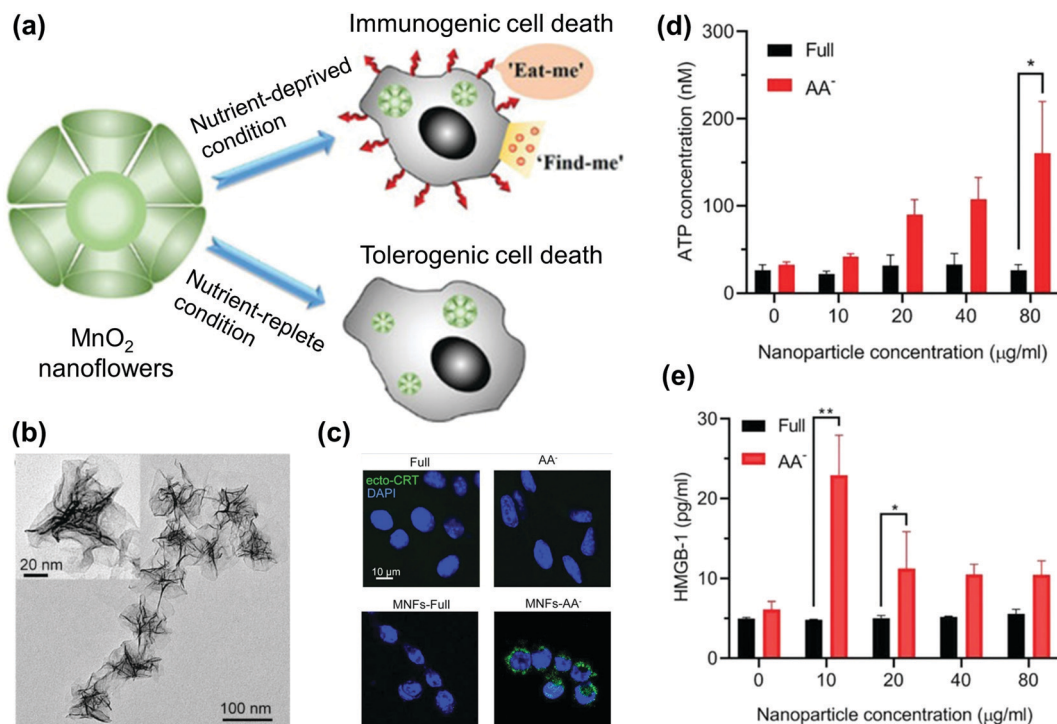 (a)
Immunogenic cell death
Nutrient-deprived
condition
'Eat-me'
'Find-me'
Tolerogenic cell death
Nutrient-replete
condition
MnO₂
nanoflowers
(b)
20 nm
100 nm
(c)
Full
AA⁻
ecto-CRT
DAPI
10 μm
MNFs-Full
MNFs-AA⁻
(d)
300
200
100
0
ATP concentration (nM)
Full
AA⁻
*
0 10 20 40 80
Nanoparticle concentration (μg/ml)
(e)
30
20
10
0
HMGB-1 (pg/ml)
Full
AA⁻
**
*
0 10 20 40 80
Nanoparticle concentration (μg/ml)